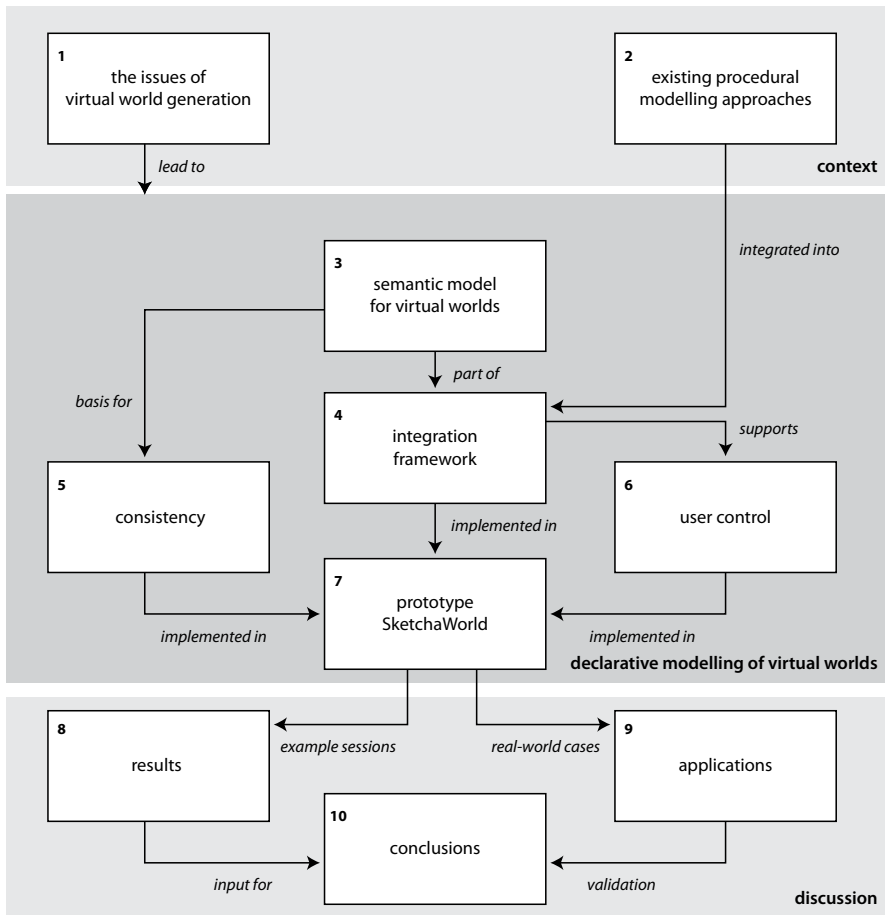 1
the issues of
virtual world generation
2
existing procedural
modelling approaches
lead to
context
integrated into
3
semantic model
for virtual worlds
part of
basis for
4
integration
framework
supports
5
consistency
6
user control
implemented in
7
prototype
SketchaWorld
implemented in
implemented in
declarative modelling of virtual worlds
8
results
example sessions
real-world cases
9
applications
10
conclusions
input for
validation
discussion